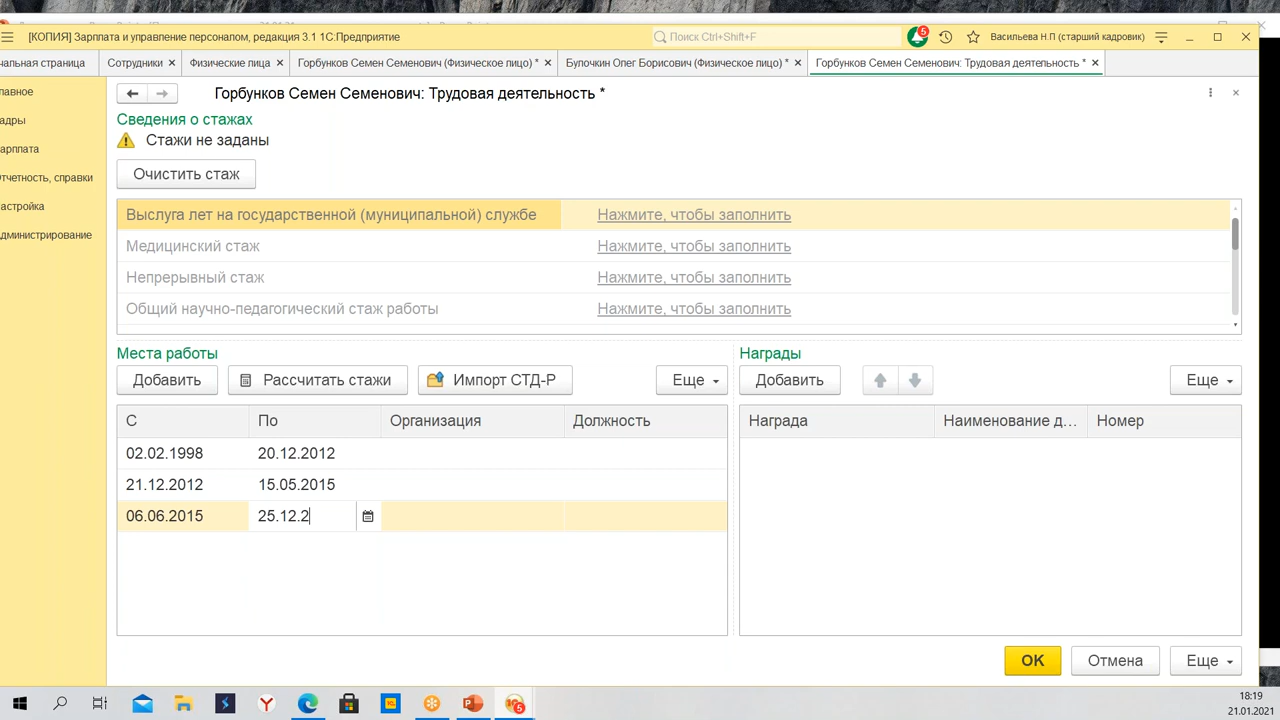 [КОПИЯ] Зарплата и управление персоналом, редакция 3.1 1С:Предприятие
Поиск Ctrl+Shift+F
5
Васильева Н.П (старший кадровик)
чальная страница
Сотрудники
Физические лица
Горбунков Семен Семенович (Физическое лицо) *
Булочкин Олег Борисович (Физическое лицо) *
Горбунков Семен Семенович: Трудовая деятельность *
лавное
адры
арплата
тчетность, справки
астройка
дминистрирование
Горбунков Семен Семенович: Трудовая деятельность *
Сведения о стажах
Стажи не заданы
Очистить стаж
Выслуга лет на государственной (муниципальной) службе Нажмите, чтобы заполнить
Медицинский стаж Нажмите, чтобы заполнить
Непрерывный стаж Нажмите, чтобы заполнить
Общий научно-педагогический стаж работы Нажмите, чтобы заполнить
Места работы
Добавить Рассчитать стажи Импорт СТД-Р Еще
С По Организация Должность
02.02.1998 20.12.2012
21.12.2012 15.05.2015
06.06.2015 25.12.2
Награды
Добавить Еще
Награда Наименование д... Номер
ОК Отмена Еще
18:19
21.01.2021